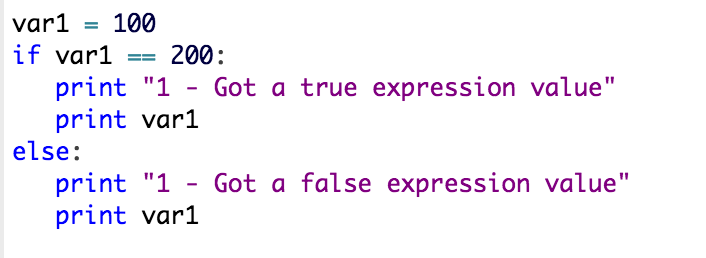 var1 = 100
if var1 == 200:
   print "1 - Got a true expression value"
   print var1
else:
   print "1 - Got a false expression value"
   print var1